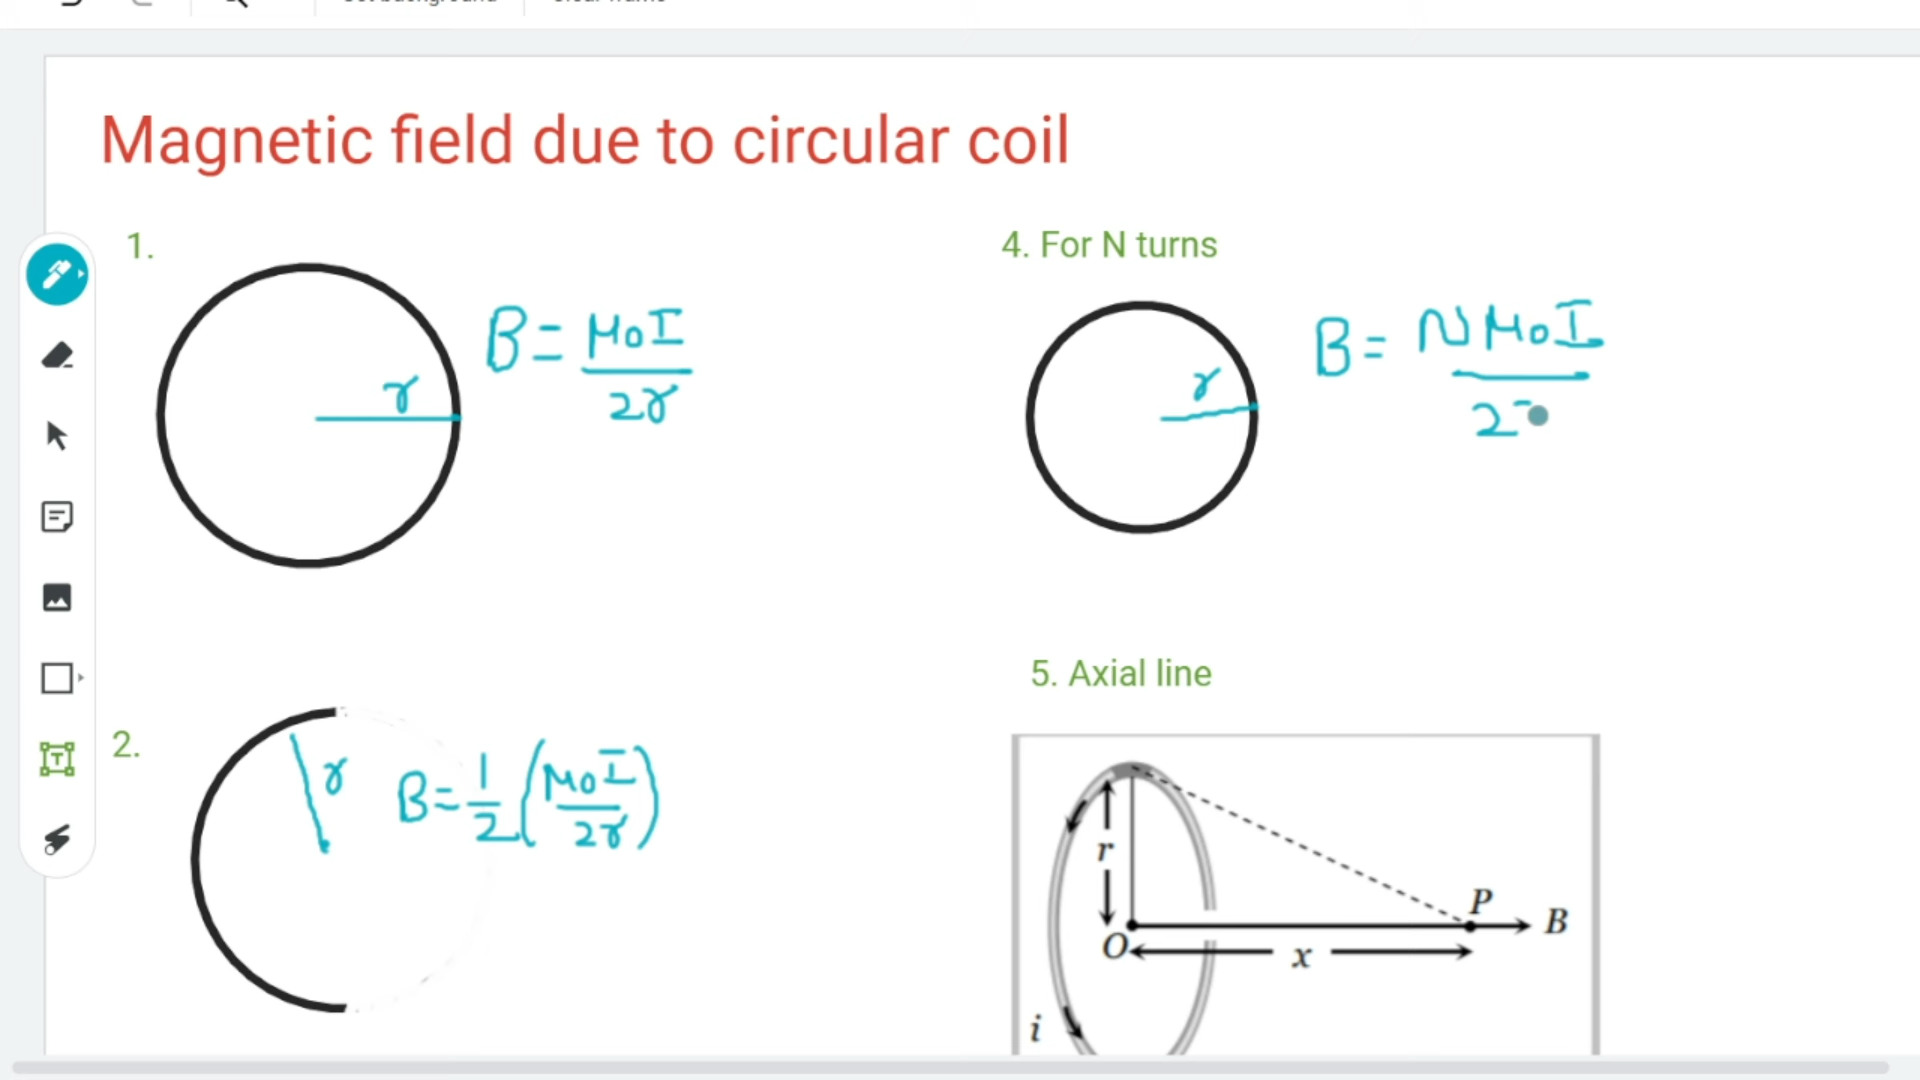 Magnetic field due to circular coil
1.
r
B = μ₀I / 2r
2.
r
B = 1/2 (μ₀I / 2r)
4. For N turns
r
B = Nμ₀I / 2
5. Axial line
r
P
B
O
x
i